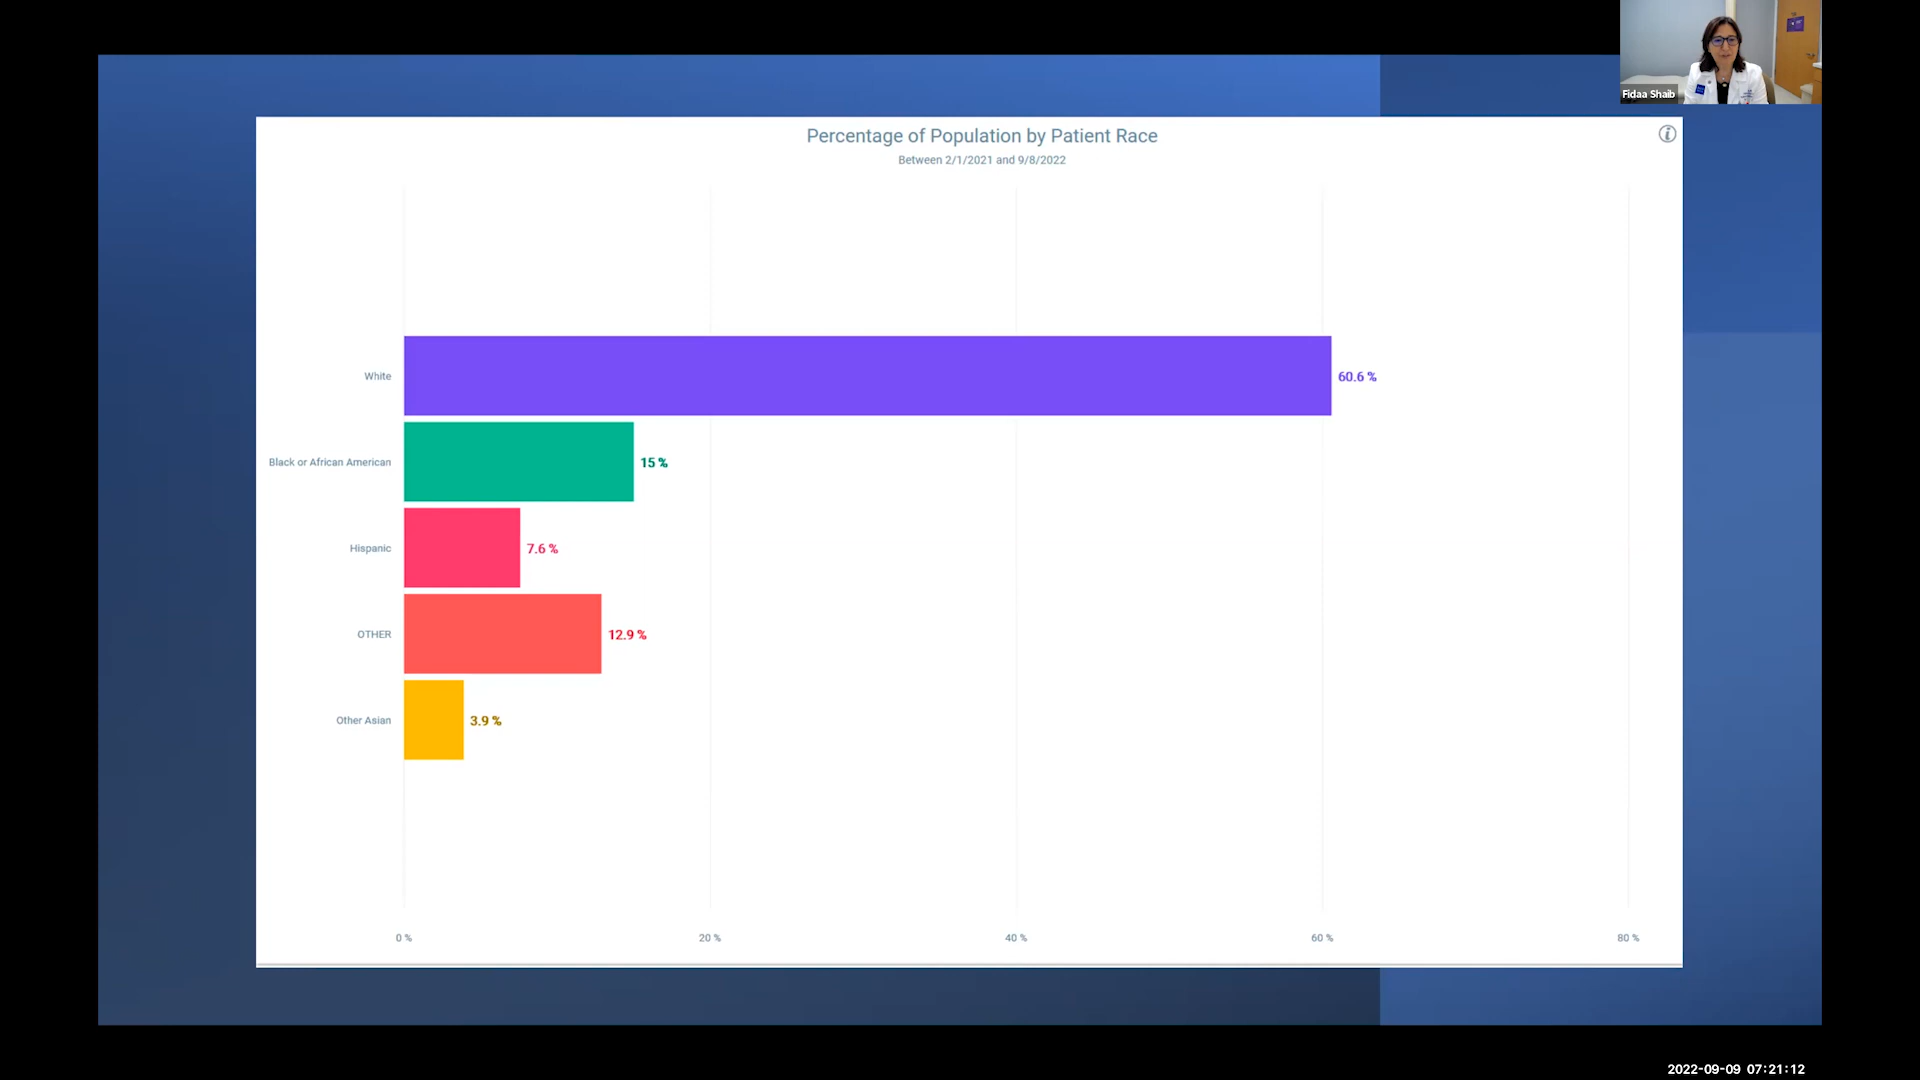 Fidaa Shaib
Percentage of Population by Patient Race
Between 2/1/2021 and 9/8/2022
White
60.6 %
Black or African American
15 %
Hispanic
7.6 %
OTHER
12.9 %
Other Asian
3.9 %
0 %
20 %
40 %
60 %
80 %
2022-09-09 07:21:12